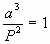 a³/P² = 1